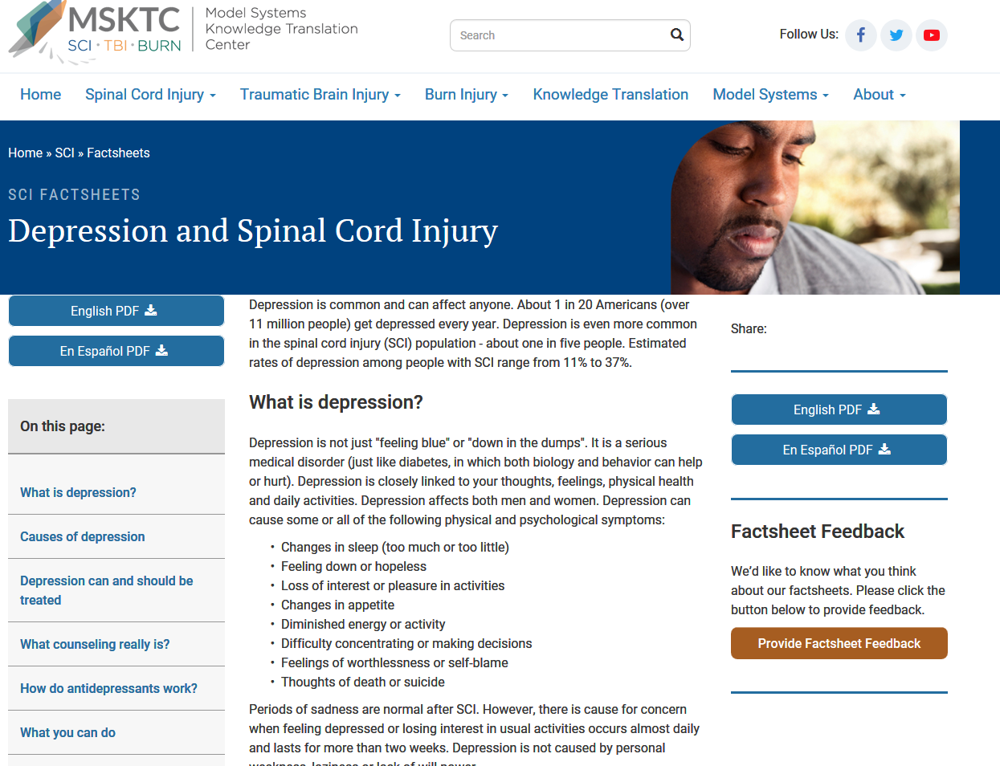 MSKTC
SCI · TBI · BURN
Model Systems
Knowledge Translation
Center
Search
Follow Us:
Home
Spinal Cord Injury
Traumatic Brain Injury
Burn Injury
Knowledge Translation
Model Systems
About
Home » SCI » Factsheets
SCI FACTSHEETS
Depression and Spinal Cord Injury
English PDF
En Español PDF
On this page:
What is depression?
Causes of depression
Depression can and should be
treated
What counseling really is?
How do antidepressants work?
What you can do
Depression is common and can affect anyone. About 1 in 20 Americans (over
11 million people) get depressed every year. Depression is even more common
in the spinal cord injury (SCI) population - about one in five people. Estimated
rates of depression among people with SCI range from 11% to 37%.
What is depression?
Depression is not just "feeling blue" or "down in the dumps". It is a serious
medical disorder (just like diabetes, in which both biology and behavior can help
or hurt). Depression is closely linked to your thoughts, feelings, physical health
and daily activities. Depression affects both men and women. Depression can
cause some or all of the following physical and psychological symptoms:
• Changes in sleep (too much or too little)
• Feeling down or hopeless
• Loss of interest or pleasure in activities
• Changes in appetite
• Diminished energy or activity
• Difficulty concentrating or making decisions
• Feelings of worthlessness or self-blame
• Thoughts of death or suicide
Periods of sadness are normal after SCI. However, there is cause for concern
when feeling depressed or losing interest in usual activities occurs almost daily
and lasts for more than two weeks. Depression is not caused by personal
weakness, laziness or lack of will power.
Share:
English PDF
En Español PDF
Factsheet Feedback
We'd like to know what you think
about our factsheets. Please click the
button below to provide feedback.
Provide Factsheet Feedback